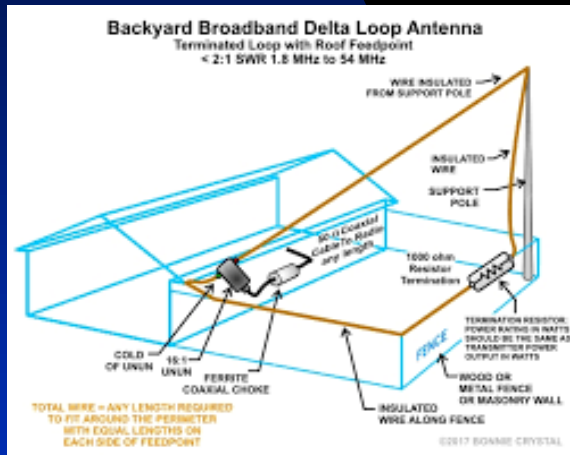 Backyard Broadband Delta Loop Antenna
Terminated Loop with Roof Feedpoint
< 2:1 SWR 1.8 MHz to 54 MHz
WIRE INSULATED
FROM SUPPORT POLE
INSULATED
WIRE
SUPPORT
POLE
50 Ω Coaxial
Cable To Radio
any length
1000 ohm
Resistor
Termination
TERMINATION RESISTOR:
POWER RATING IN WATTS
SHOULD BE THE SAME AS
TRANSMITTER POWER
OUTPUT IN WATTS
COLD
OF UNUN
16:1
UNUN
FERRITE
COAXIAL CHOKE
FENCE
WOOD OR
METAL FENCE
OR MASONRY WALL
INSULATED
WIRE ALONG FENCE
TOTAL WIRE = ANY LENGTH REQUIRED
TO FIT AROUND THE PERIMETER
WITH EQUAL LENGTHS ON
EACH SIDE OF FEEDPOINT
©2017 BONNIE CRYSTAL